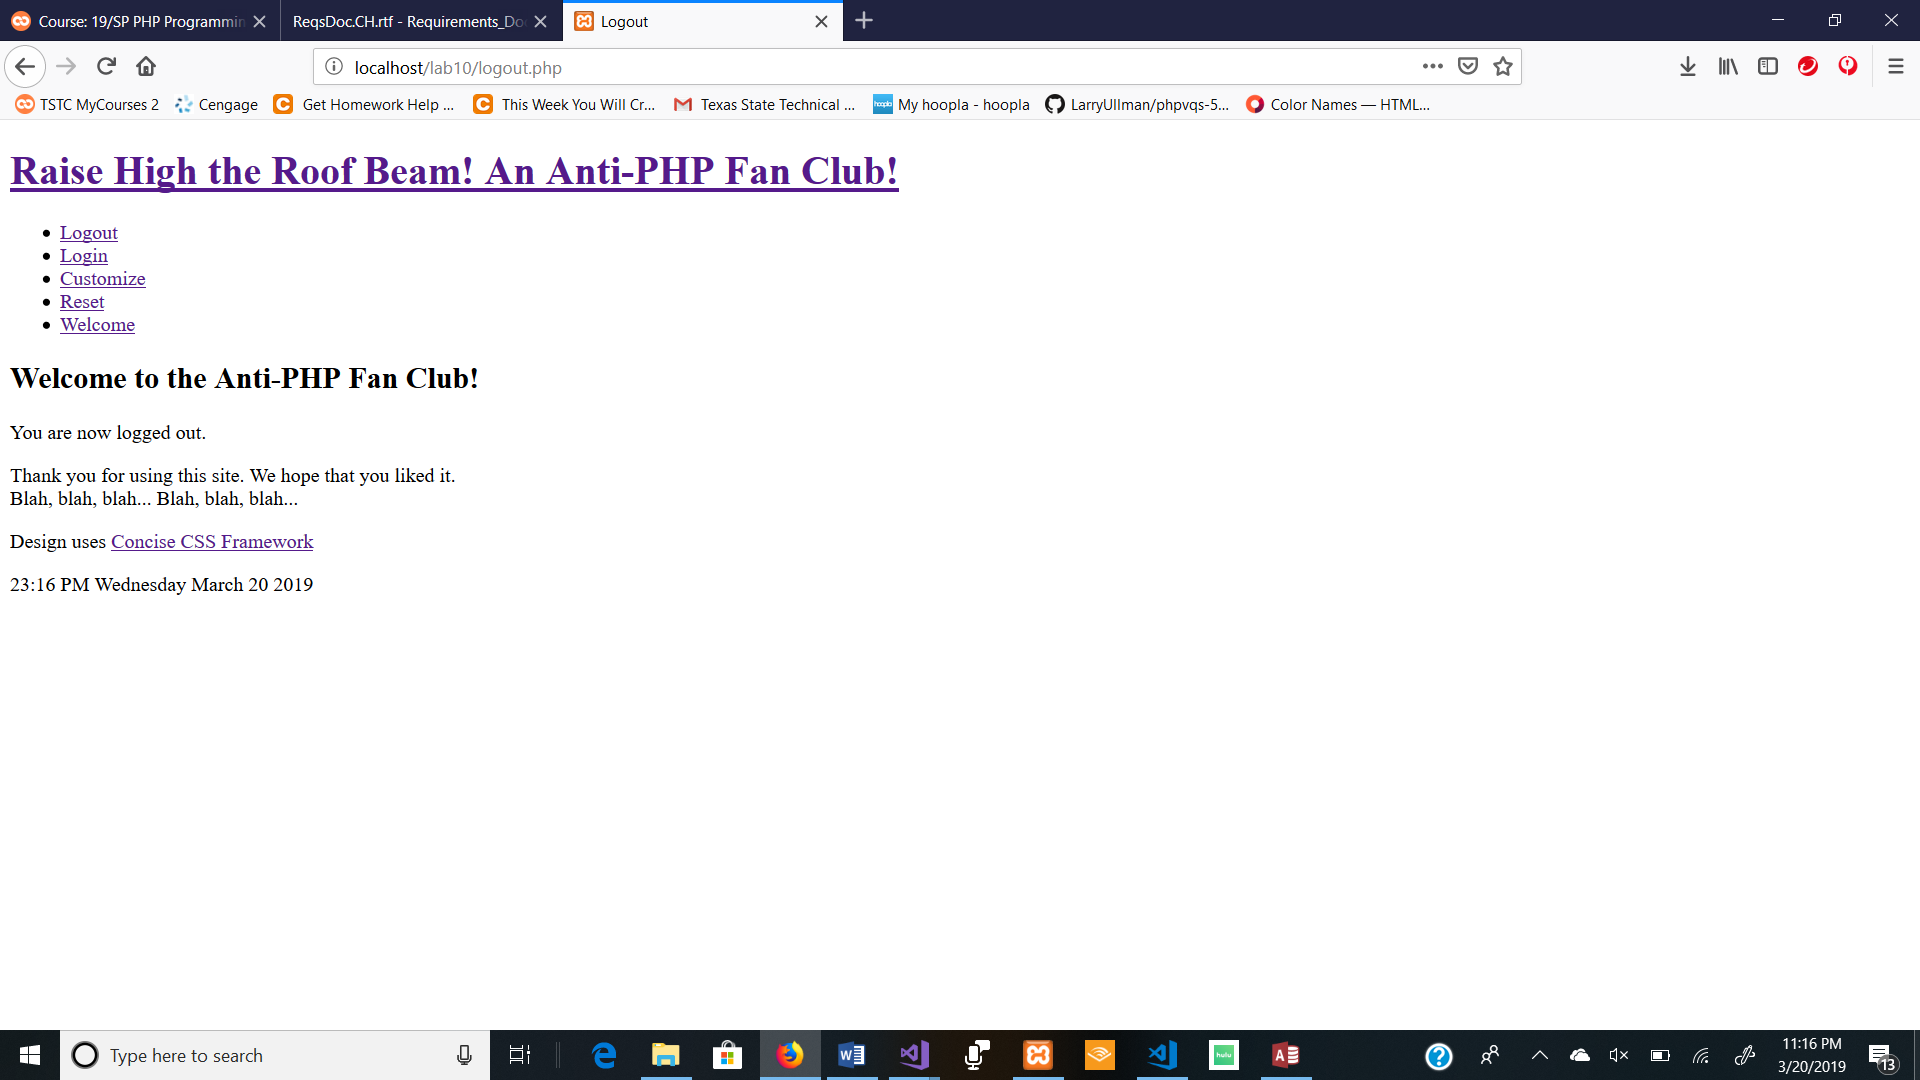 Course: 19/SP PHP Programmin
ReqsDoc.CH.rtf - Requirements_Do
Logout
localhost/lab10/logout.php
TSTC MyCourses 2
Cengage
Get Homework Help ...
This Week You Will Cr...
Texas State Technical ...
My hoopla - hoopla
LarryUllman/phpvqs-5...
Color Names — HTML...
Raise High the Roof Beam! An Anti-PHP Fan Club!
Logout
Login
Customize
Reset
Welcome
Welcome to the Anti-PHP Fan Club!
You are now logged out.
Thank you for using this site. We hope that you liked it.
Blah, blah, blah... Blah, blah, blah...
Design uses Concise CSS Framework
23:16 PM Wednesday March 20 2019
Type here to search
hulu
11:16 PM
3/20/2019
13